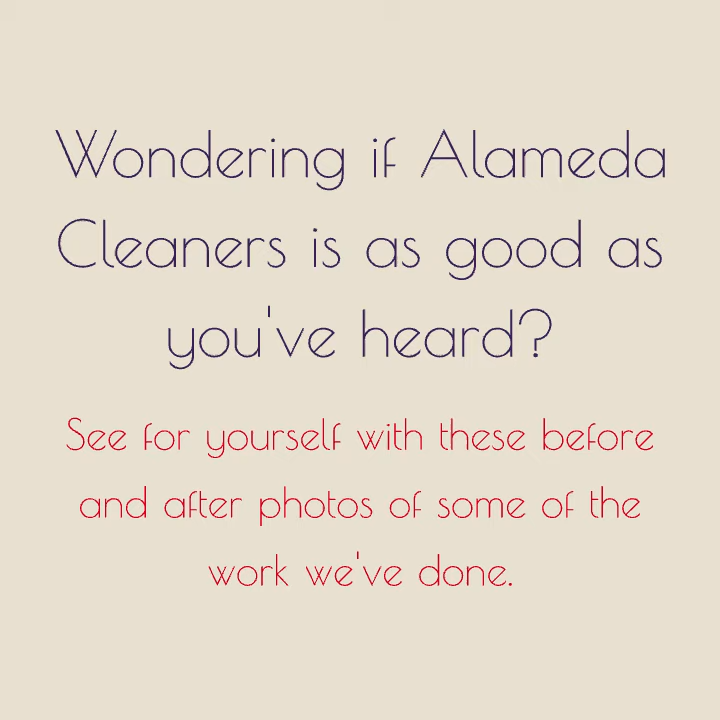 Wondering if Alameda
Cleaners is as good as
you've heard?
See for yourself with these before
and after photos of some of the
work we've done.